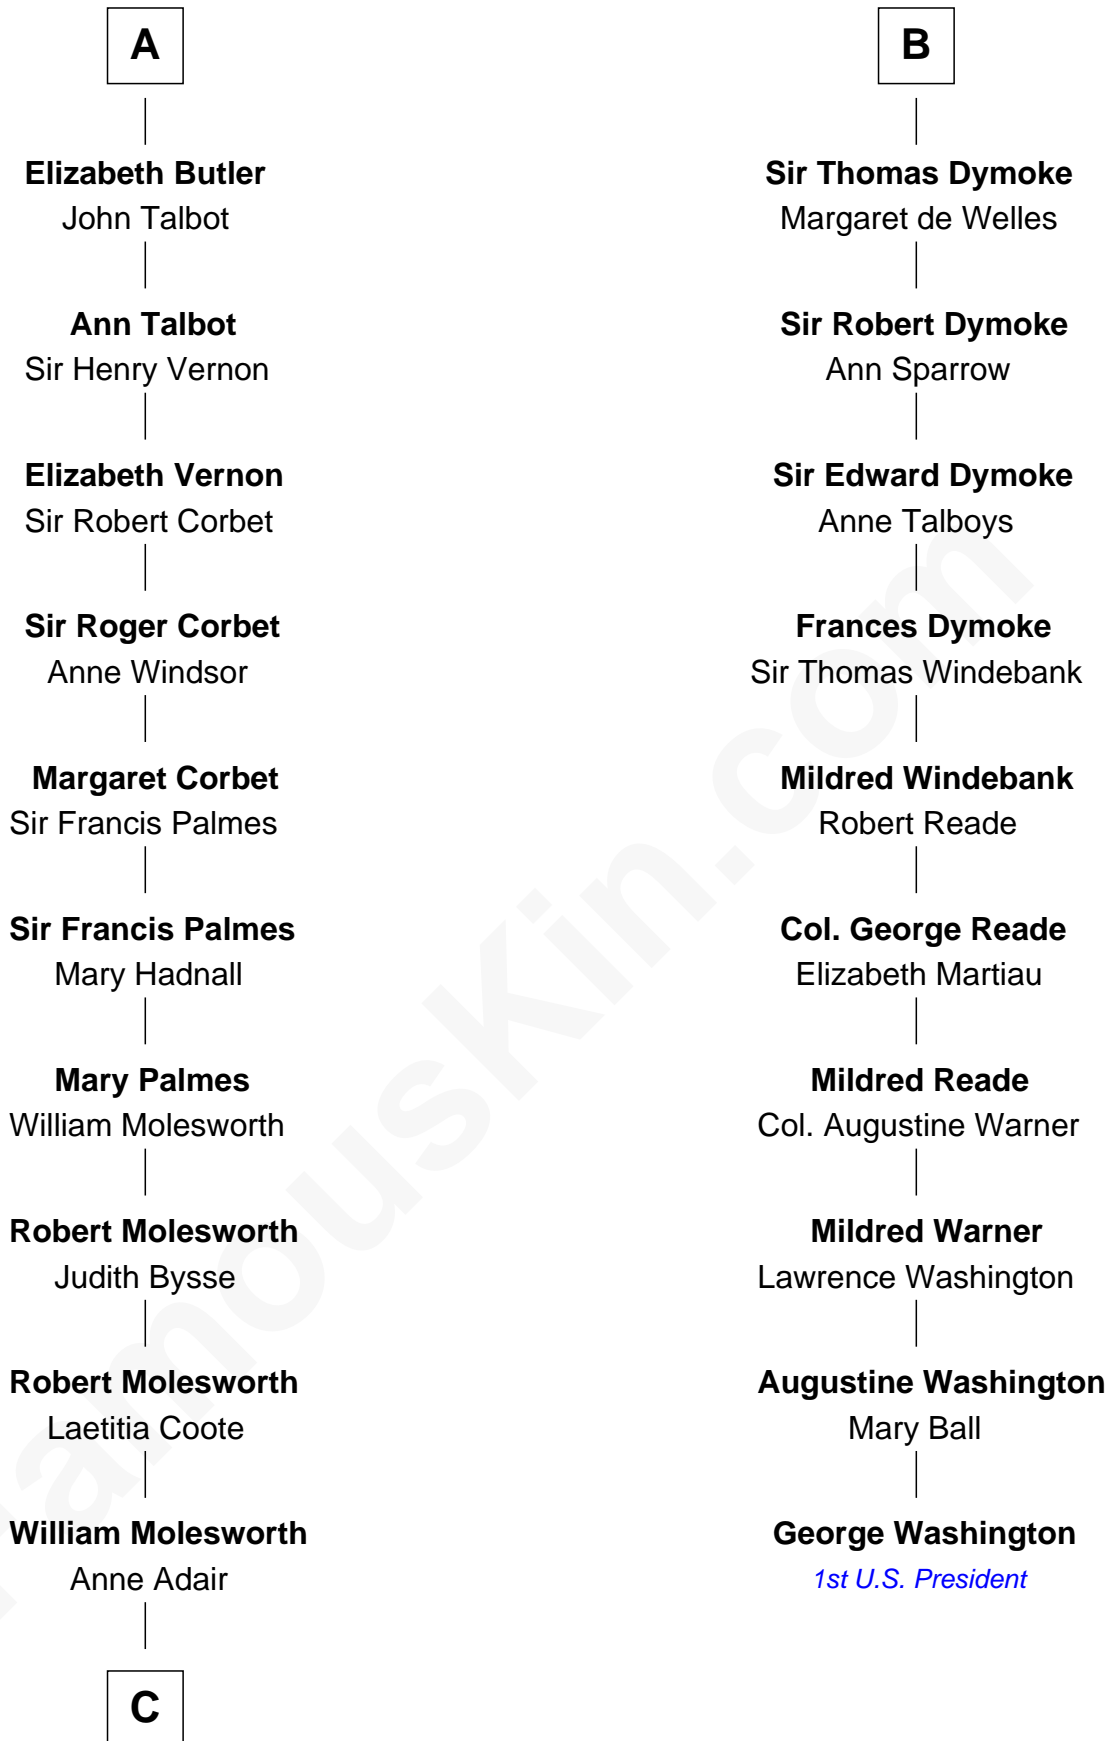 A
Elizabeth Butler
John Talbot
Ann Talbot
Sir Henry Vernon
Elizabeth Vernon
Sir Robert Corbet
Sir Roger Corbet
Anne Windsor
Margaret Corbet
Sir Francis Palmes
Sir Francis Palmes
Mary Hadnall
Mary Palmes
William Molesworth
Robert Molesworth
Judith Bysse
Robert Molesworth
Laetitia Coote
William Molesworth
Anne Adair
C
B
Sir Thomas Dymoke
Margaret de Welles
Sir Robert Dymoke
Ann Sparrow
Sir Edward Dymoke
Anne Talboys
Frances Dymoke
Sir Thomas Windebank
Mildred Windebank
Robert Reade
Col. George Reade
Elizabeth Martiau
Mildred Reade
Col. Augustine Warner
Mildred Warner
Lawrence Washington
Augustine Washington
Mary Ball
George Washington
1st U.S. President
FamousKin.com